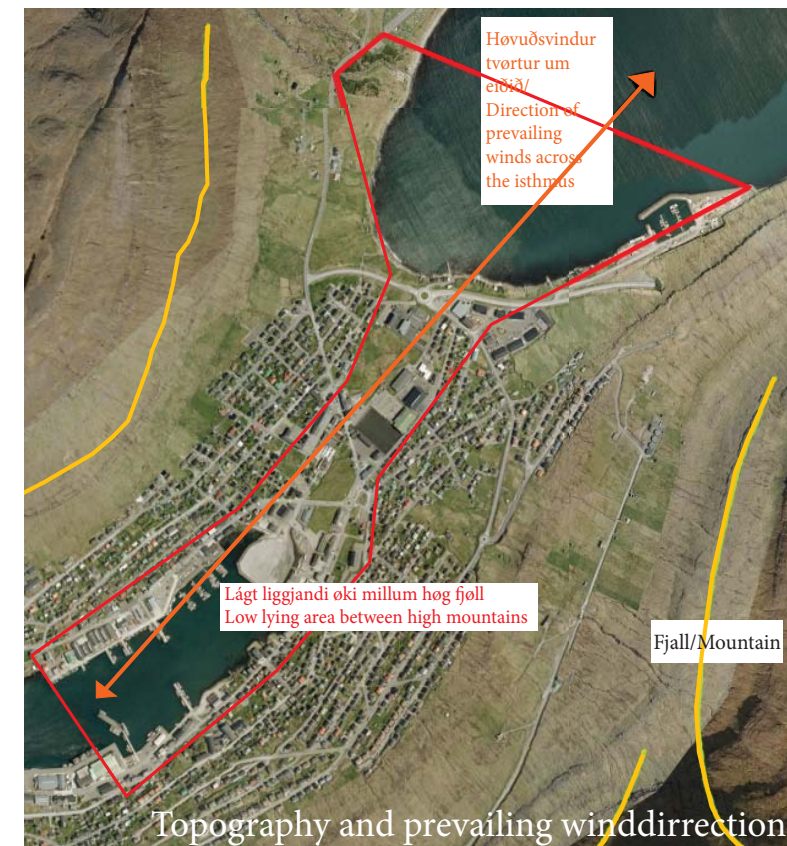 Høvuðsvindur
tvørtur um
eiðið/
Direction of
prevailing
winds across
the isthmus
Lágt liggjandi øki millum høg fjøll
Low lying area between high mountains
Fjall/Mountain
Topography and prevailing winddirrection